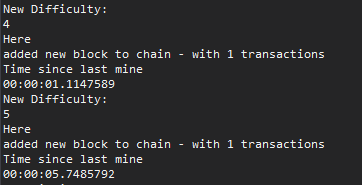 New Difficulty:
4
Here
added new block to chain - with 1 transactions
Time since last mine
00:00:01.1147589
New Difficulty:
5
Here
added new block to chain - with 1 transactions
Time since last mine
00:00:05.7485792